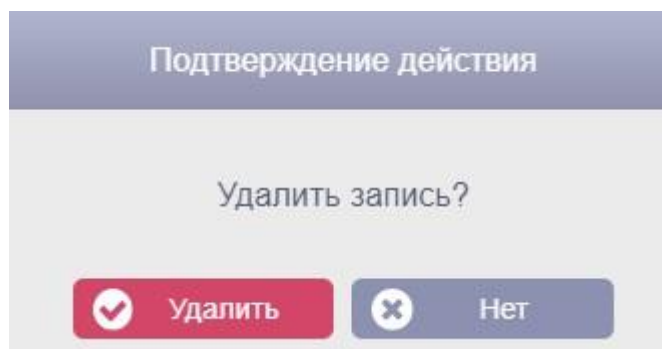 Подтверждение действия
Удалить запись?
Удалить Нет